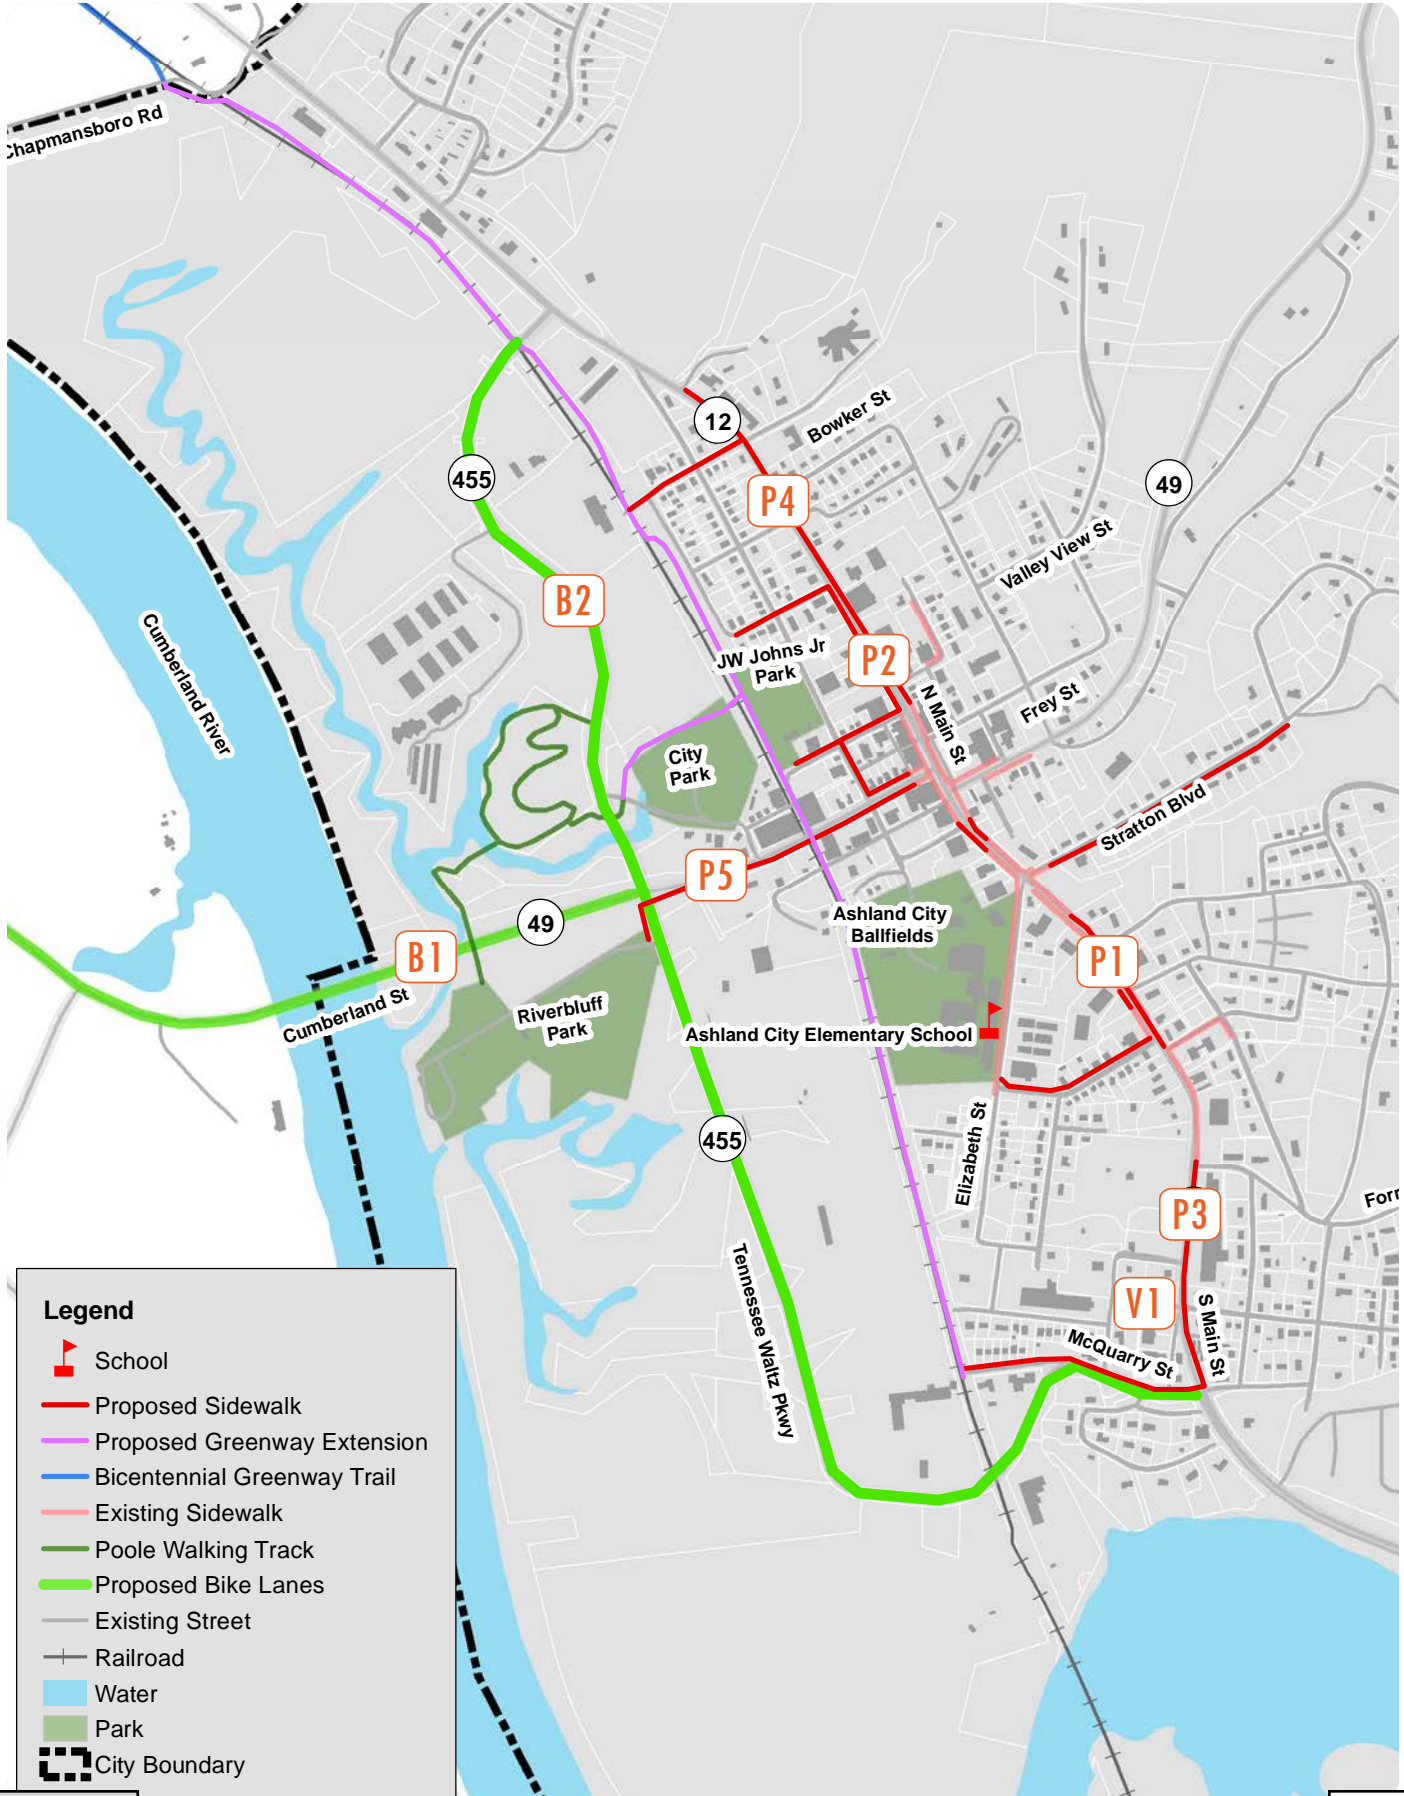 Chapmansboro Rd
12
Bowker St
455
P4
49
Valley View St
B2
Cumberland River
JW Johns Jr
Park
P2
N Main St
Frey St
City
Park
Stratton Blvd
P5
49
B1
Ashland City
Ballfields
P1
Cumberland St
Riverbluff
Park
Ashland City Elementary School
455
Elizabeth St
Forr
P3
Tennessee Waltz Pkwy
V1
S Main St
McQuarry St
Legend
School
Proposed Sidewalk
Proposed Greenway Extension
Bicentennial Greenway Trail
Existing Sidewalk
Poole Walking Track
Proposed Bike Lanes
Existing Street
Railroad
Water
Park
City Boundary